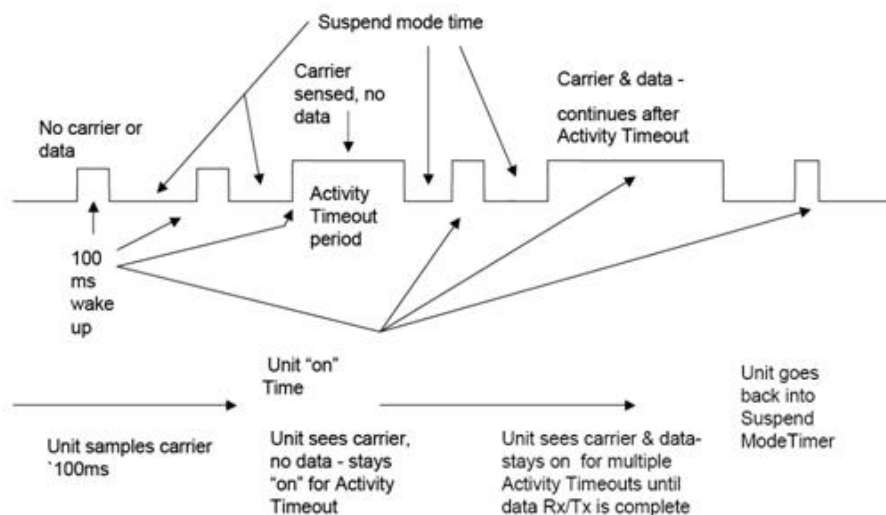 Suspend mode time
Carrier
sensed, no
data
Carrier & data -
continues after
Activity Timeout
No carrier or
data
Activity
Timeout
period
100
ms
wake
up
Unit “on”
Time
Unit goes
back into
Suspend
ModeTimer
Unit samples carrier
`100ms
Unit sees carrier,
no data - stays
“on” for Activity
Timeout
Unit sees carrier & data-
stays on for multiple
Activity Timeouts until
data Rx/Tx is complete